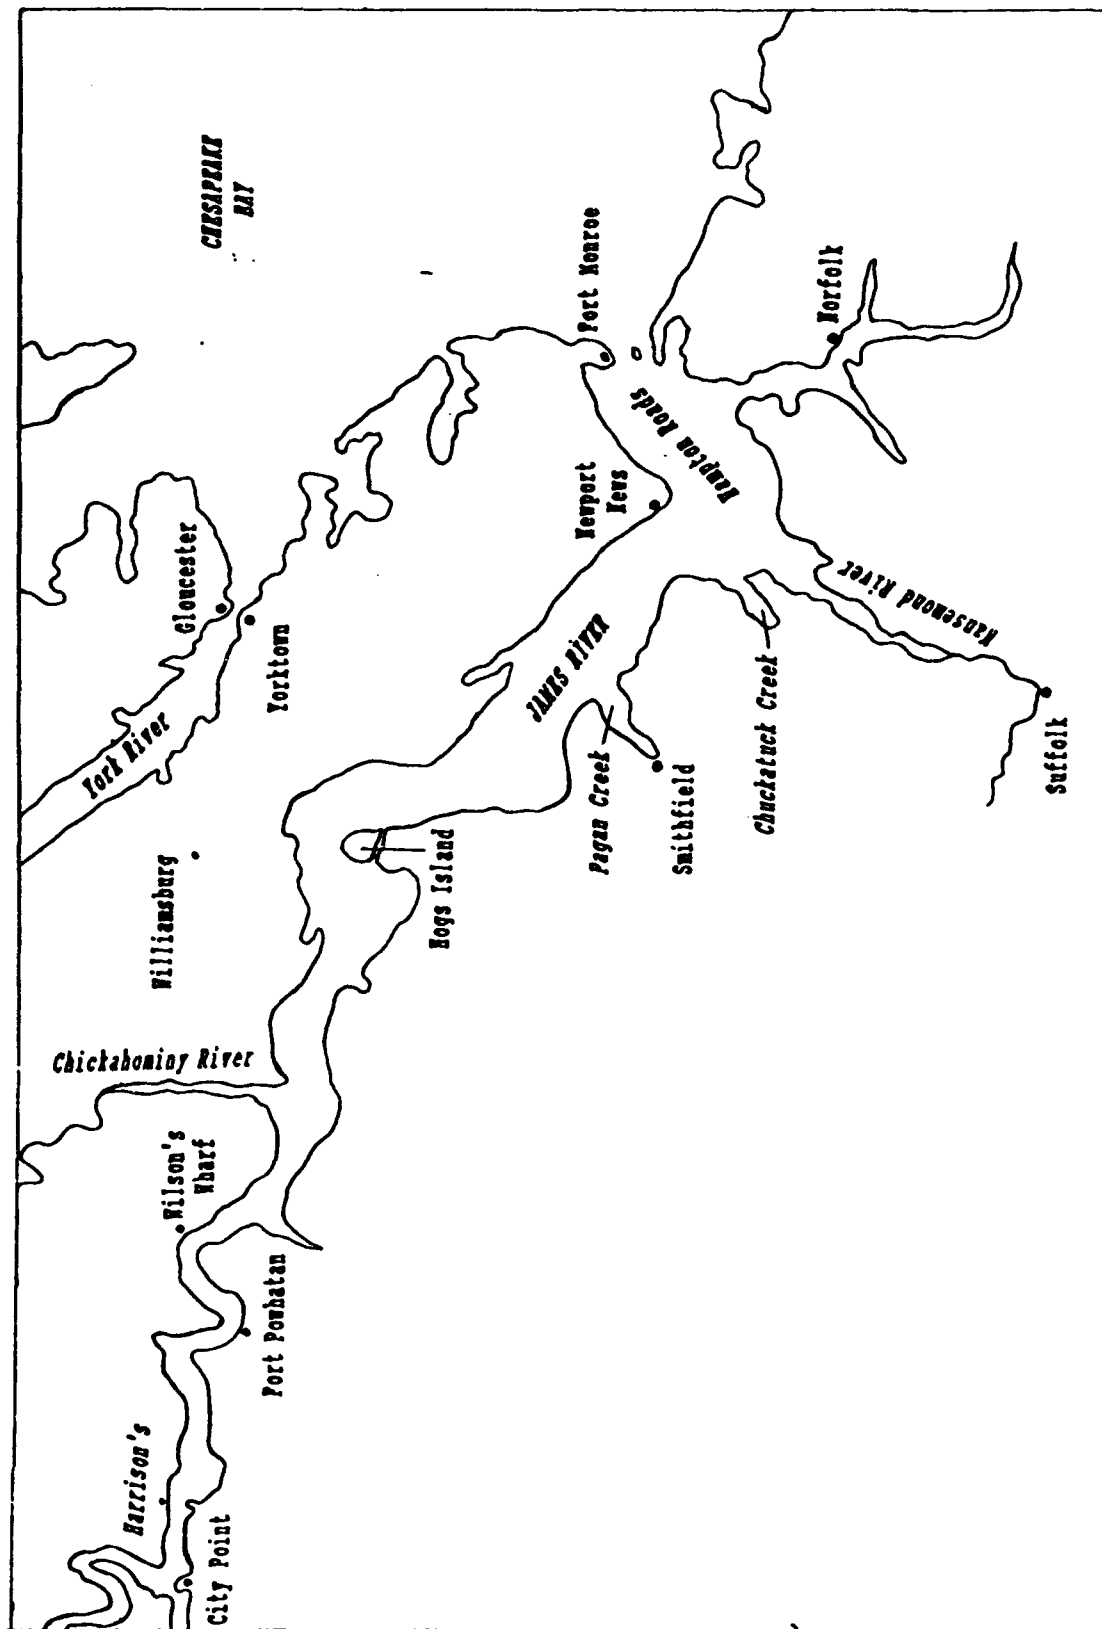 CHESAPEAKE
BAY
Fort Monroe
Norfolk
Hampton Roads
Newport
News
Gloucester
Yorktown
York River
JAMES RIVER
Nansemond River
Chuckatuck Creek
Suffolk
Pagan Creek
Smithfield
Hogs Island
Williamsburg
Chickahominy River
Wilson's
Wharf
Fort Powhatan
Harrison's
City Point